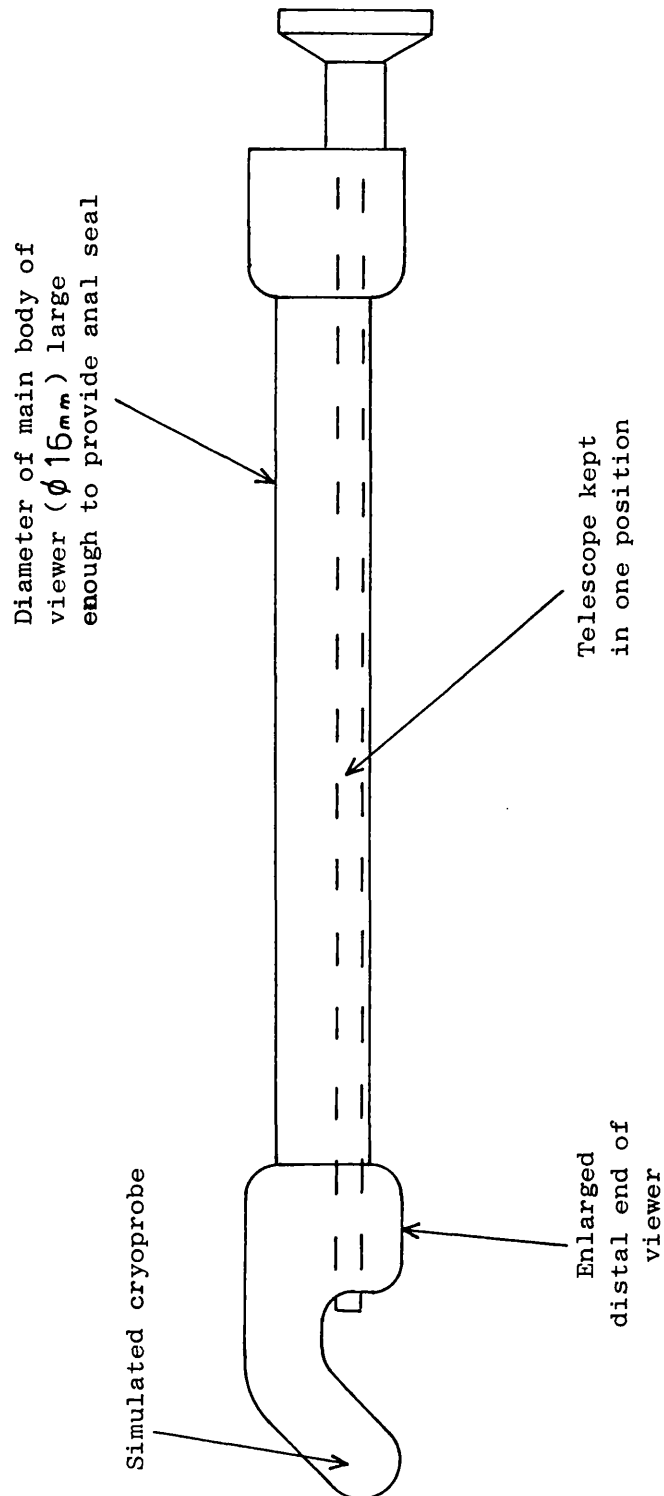 Diameter of main body of
viewer (ϕ 16mm) large
enough to provide anal seal
Simulated cryoprobe
Telescope kept
in one position
Enlarged
distal end of
viewer